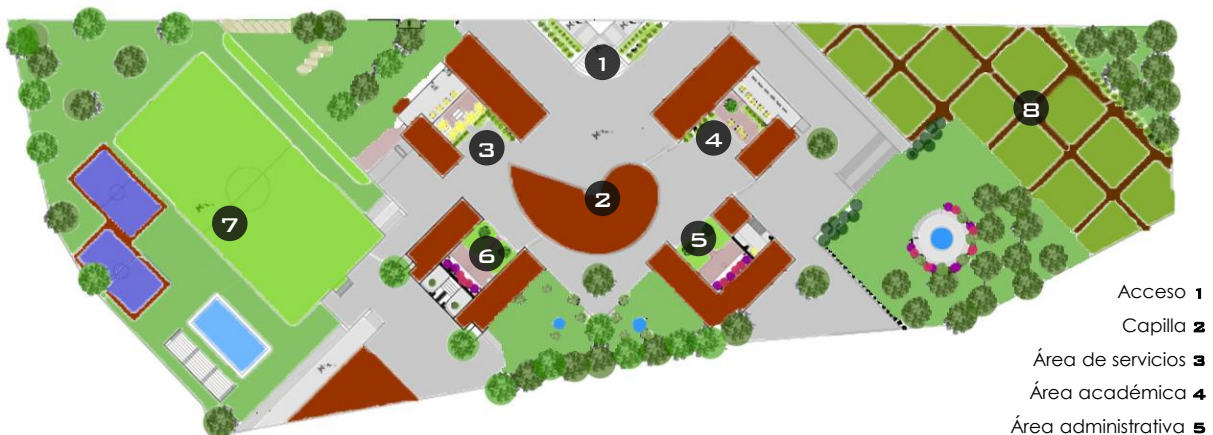 1
2
3
4
5
6
7
8
Acceso 1
Capilla 2
Área de servicios 3
Área académica 4
Área administrativa 5